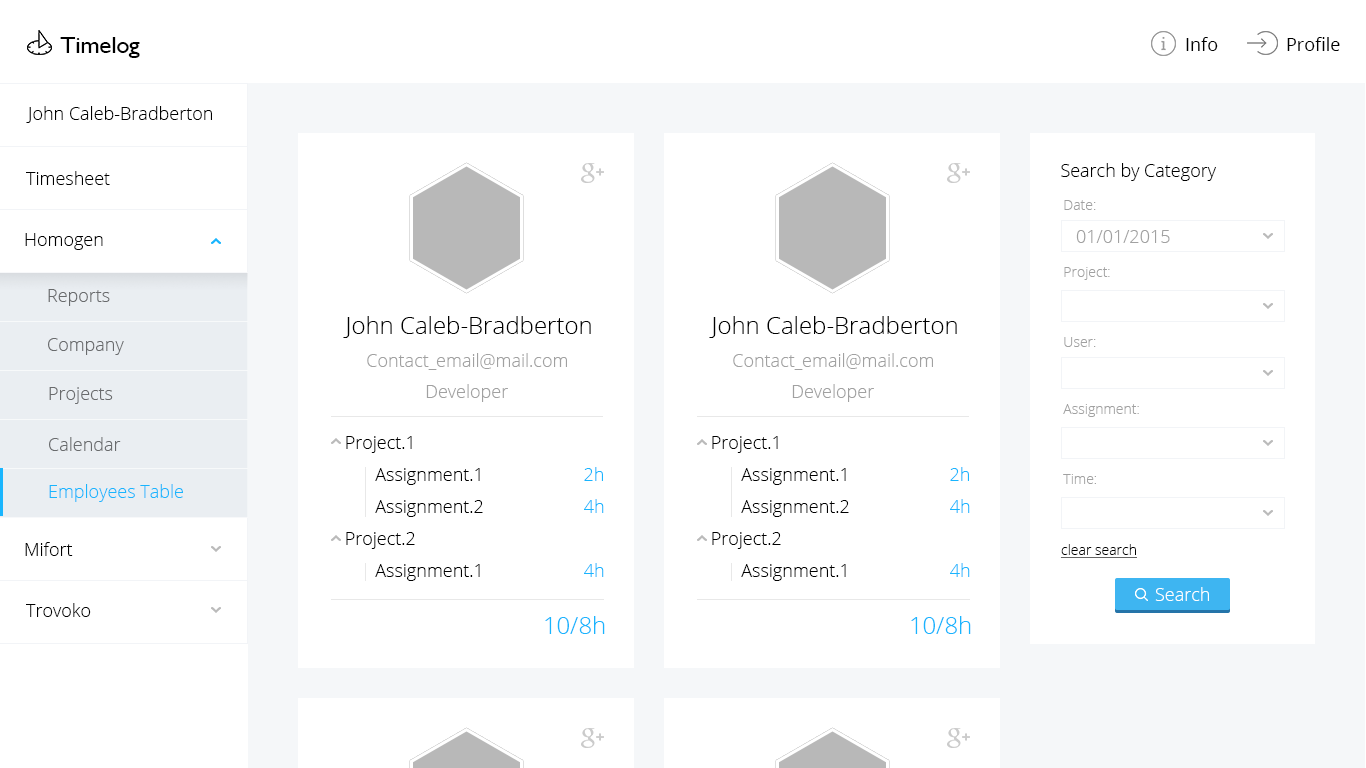 Timelog
Info
Profile
John Caleb-Bradberton
Timesheet
Homogen
Reports
Company
Projects
Calendar
Employees Table
Mifort
Trovoko
g+
John Caleb-Bradberton
Contact_email@mail.com
Developer
Project.1
Assignment.1 2h
Assignment.2 4h
Project.2
Assignment.1 4h
10/8h
g+
John Caleb-Bradberton
Contact_email@mail.com
Developer
Project.1
Assignment.1 2h
Assignment.2 4h
Project.2
Assignment.1 4h
10/8h
Search by Category
Date:
01/01/2015
Project:
User:
Assignment:
Time:
clear search
Search
g+
g+